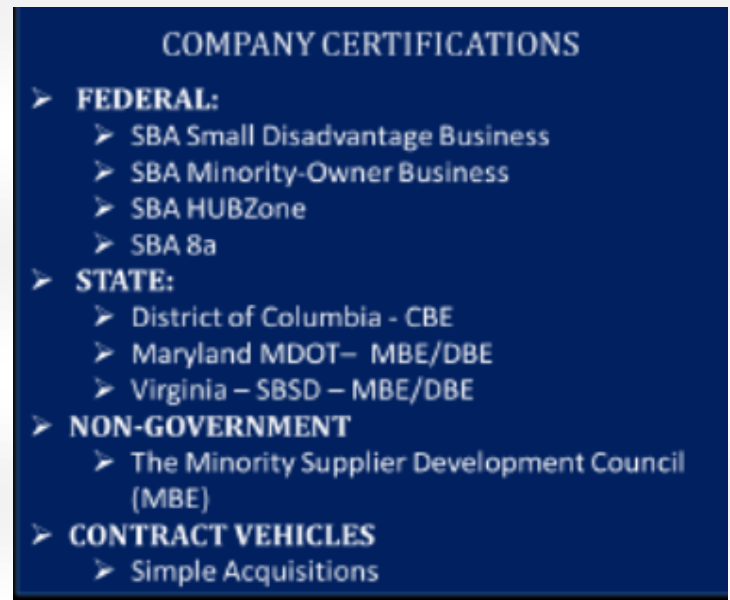 COMPANY CERTIFICATIONS
➢ FEDERAL:
➢ SBA Small Disadvantage Business
➢ SBA Minority-Owner Business
➢ SBA HUBZone
➢ SBA 8a
➢ STATE:
➢ District of Columbia - CBE
➢ Maryland MDOT– MBE/DBE
➢ Virginia – SBSD – MBE/DBE
➢ NON-GOVERNMENT
➢ The Minority Supplier Development Council
(MBE)
➢ CONTRACT VEHICLES
➢ Simple Acquisitions